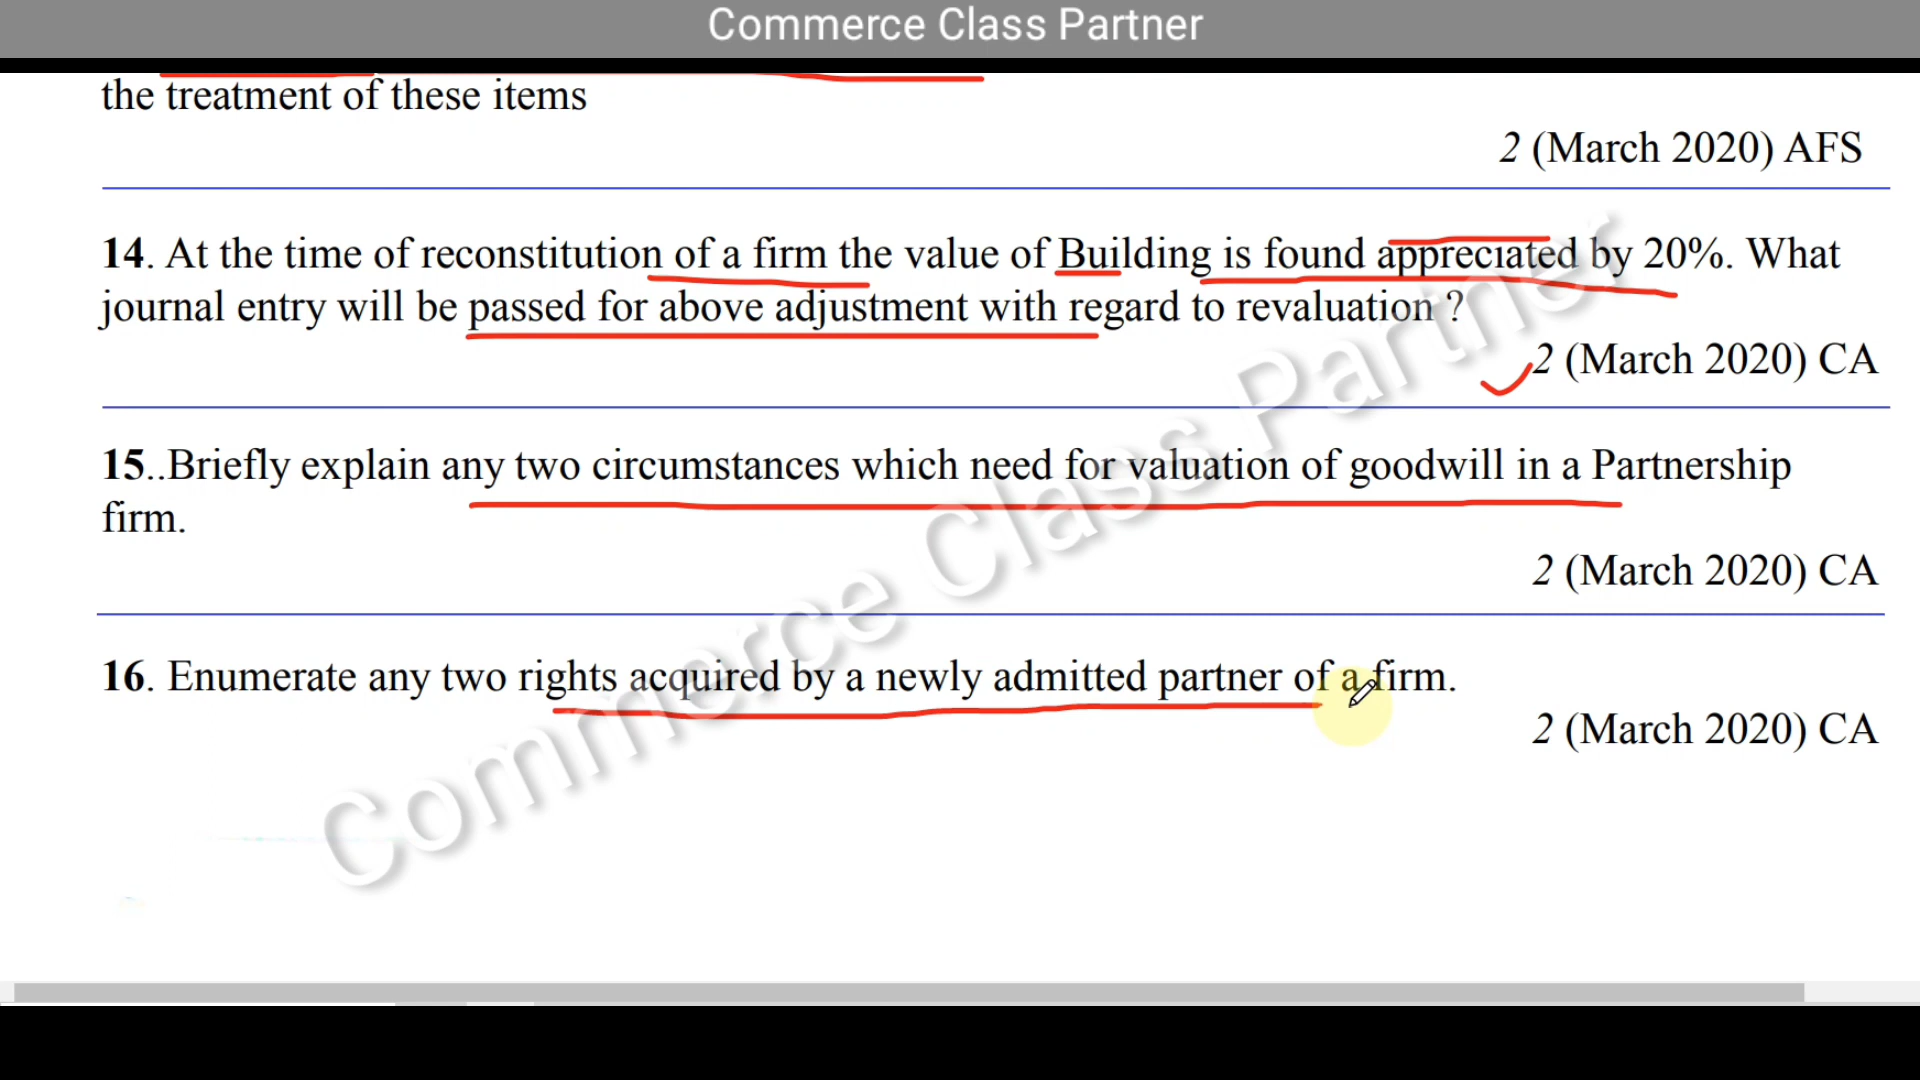 Commerce Class Partner
the treatment of these items
2 (March 2020) AFS
14. At the time of reconstitution of a firm the value of Building is found appreciated by 20%. What
journal entry will be passed for above adjustment with regard to revaluation ?
2 (March 2020) CA
15..Briefly explain any two circumstances which need for valuation of goodwill in a Partnership
firm.
2 (March 2020) CA
16. Enumerate any two rights acquired by a newly admitted partner of a firm.
2 (March 2020) CA
Commerce Class Partner